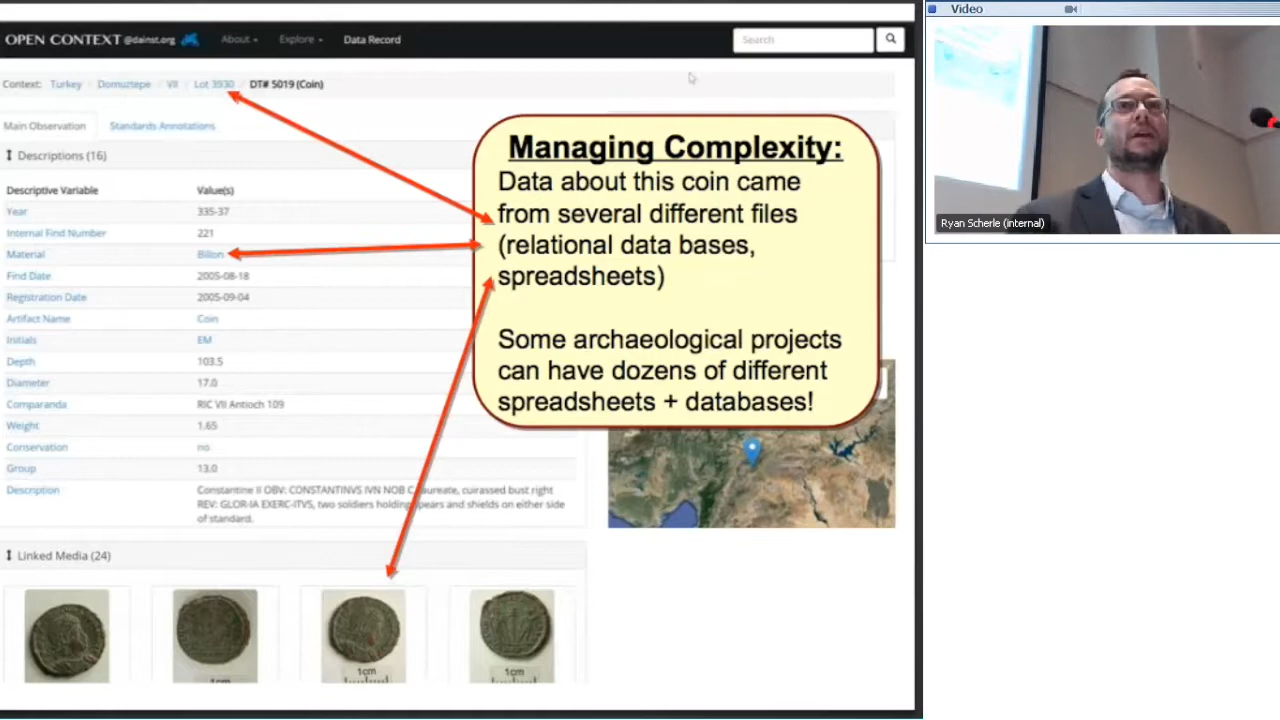 OPEN CONTEXT @dainst.org About Explore Data Record Search
Context: Turkey / Domuztepe / VII / Lot 3930 / DT# 5019 (Coin)
Main Observation Standards Annotations
Descriptions (16)
Descriptive Variable Value(s)
Year 335-37
Internal Find Number 221
Material Billon
Find Date 2005-08-18
Registration Date 2005-09-04
Artifact Name Coin
Initials EM
Depth 103.5
Diameter 17.0
Comparanda RIC VII Antioch 109
Weight 1.65
Conservation no
Group 13.0
Description Constantine II OBV: CONSTANTINVS IVN NOB C, laureate, cuirassed bust right
REV: GLOR-IA EXERC-ITVS, two soldiers holding spears and shields on either side
of standard.
Linked Media (24)
1cm
1cm
1cm
Managing Complexity:
Data about this coin came
from several different files
(relational data bases,
spreadsheets)
Some archaeological projects
can have dozens of different
spreadsheets + databases!
Video
Ryan Scherle (internal)